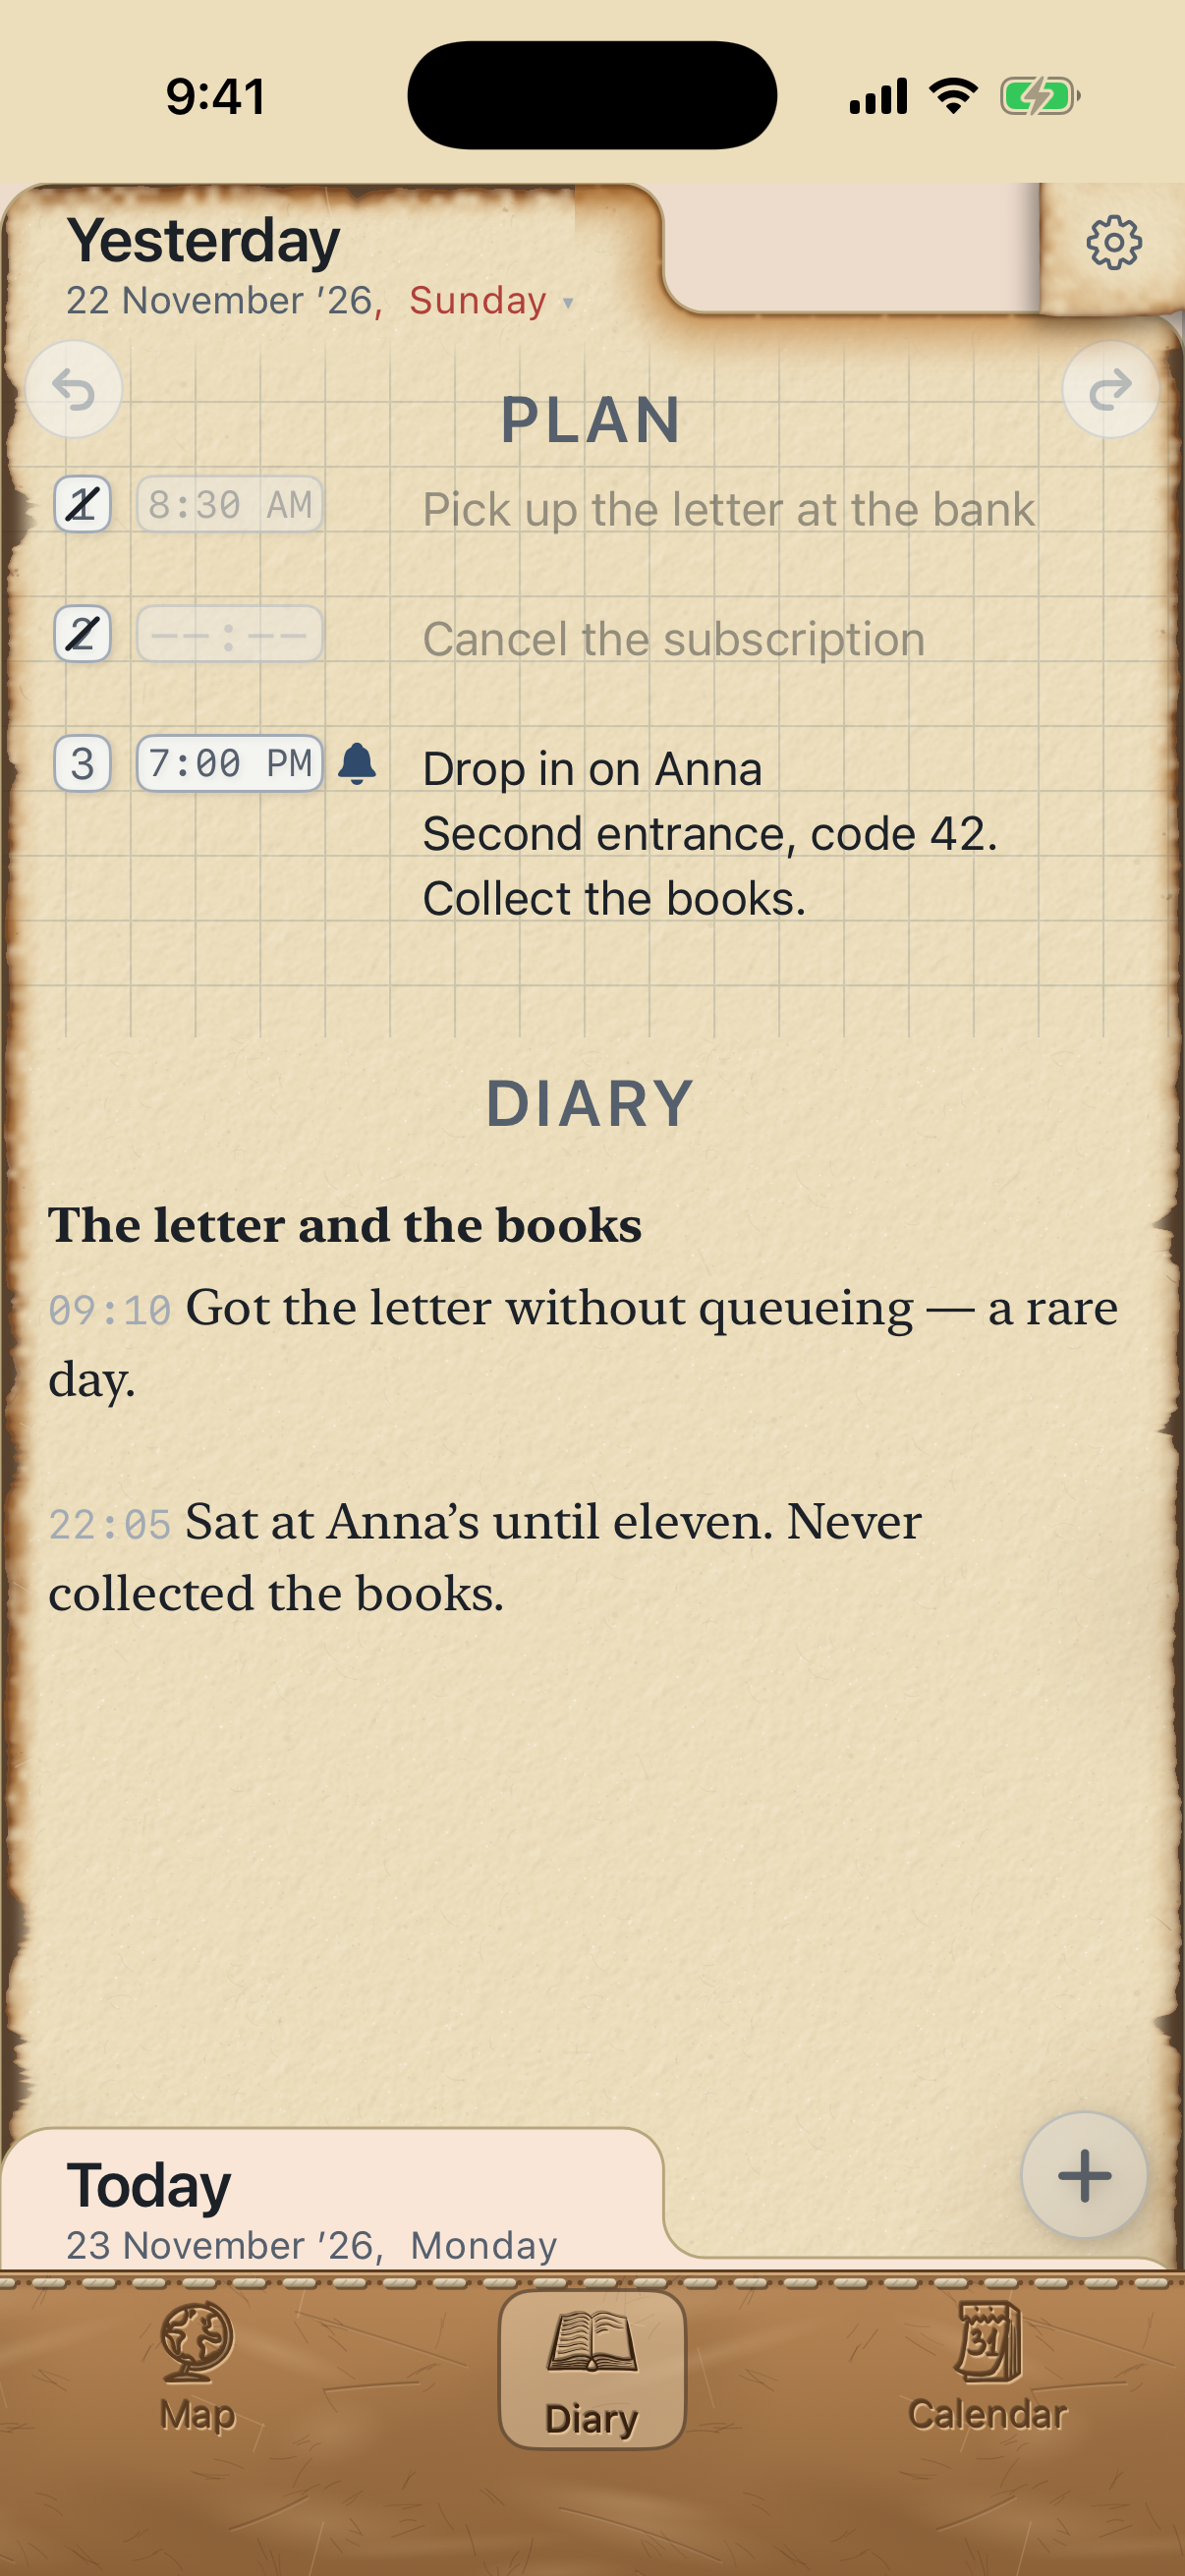 9:41
Yesterday
22 November ’26, Sunday ▾
PLAN
1 8:30 AM Pick up the letter at the bank
2 --:-- Cancel the subscription
3 7:00 PM Drop in on Anna
Second entrance, code 42.
Collect the books.
DIARY
The letter and the books
09:10 Got the letter without queueing — a rare
day.
22:05 Sat at Anna’s until eleven. Never
collected the books.
Today
23 November ’26, Monday
31
Map Diary Calendar